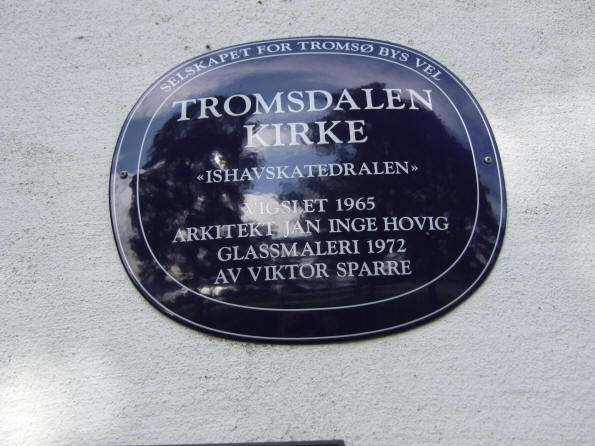 SELSKAPET FOR TROMSØ BYS VEL
TROMSDALEN
KIRKE
«ISHAVSKATEDRALEN»
VIGSLET 1965
ARKITEKT JAN INGE HOVIG
GLASSMALERI 1972
AV VIKTOR SPARRE